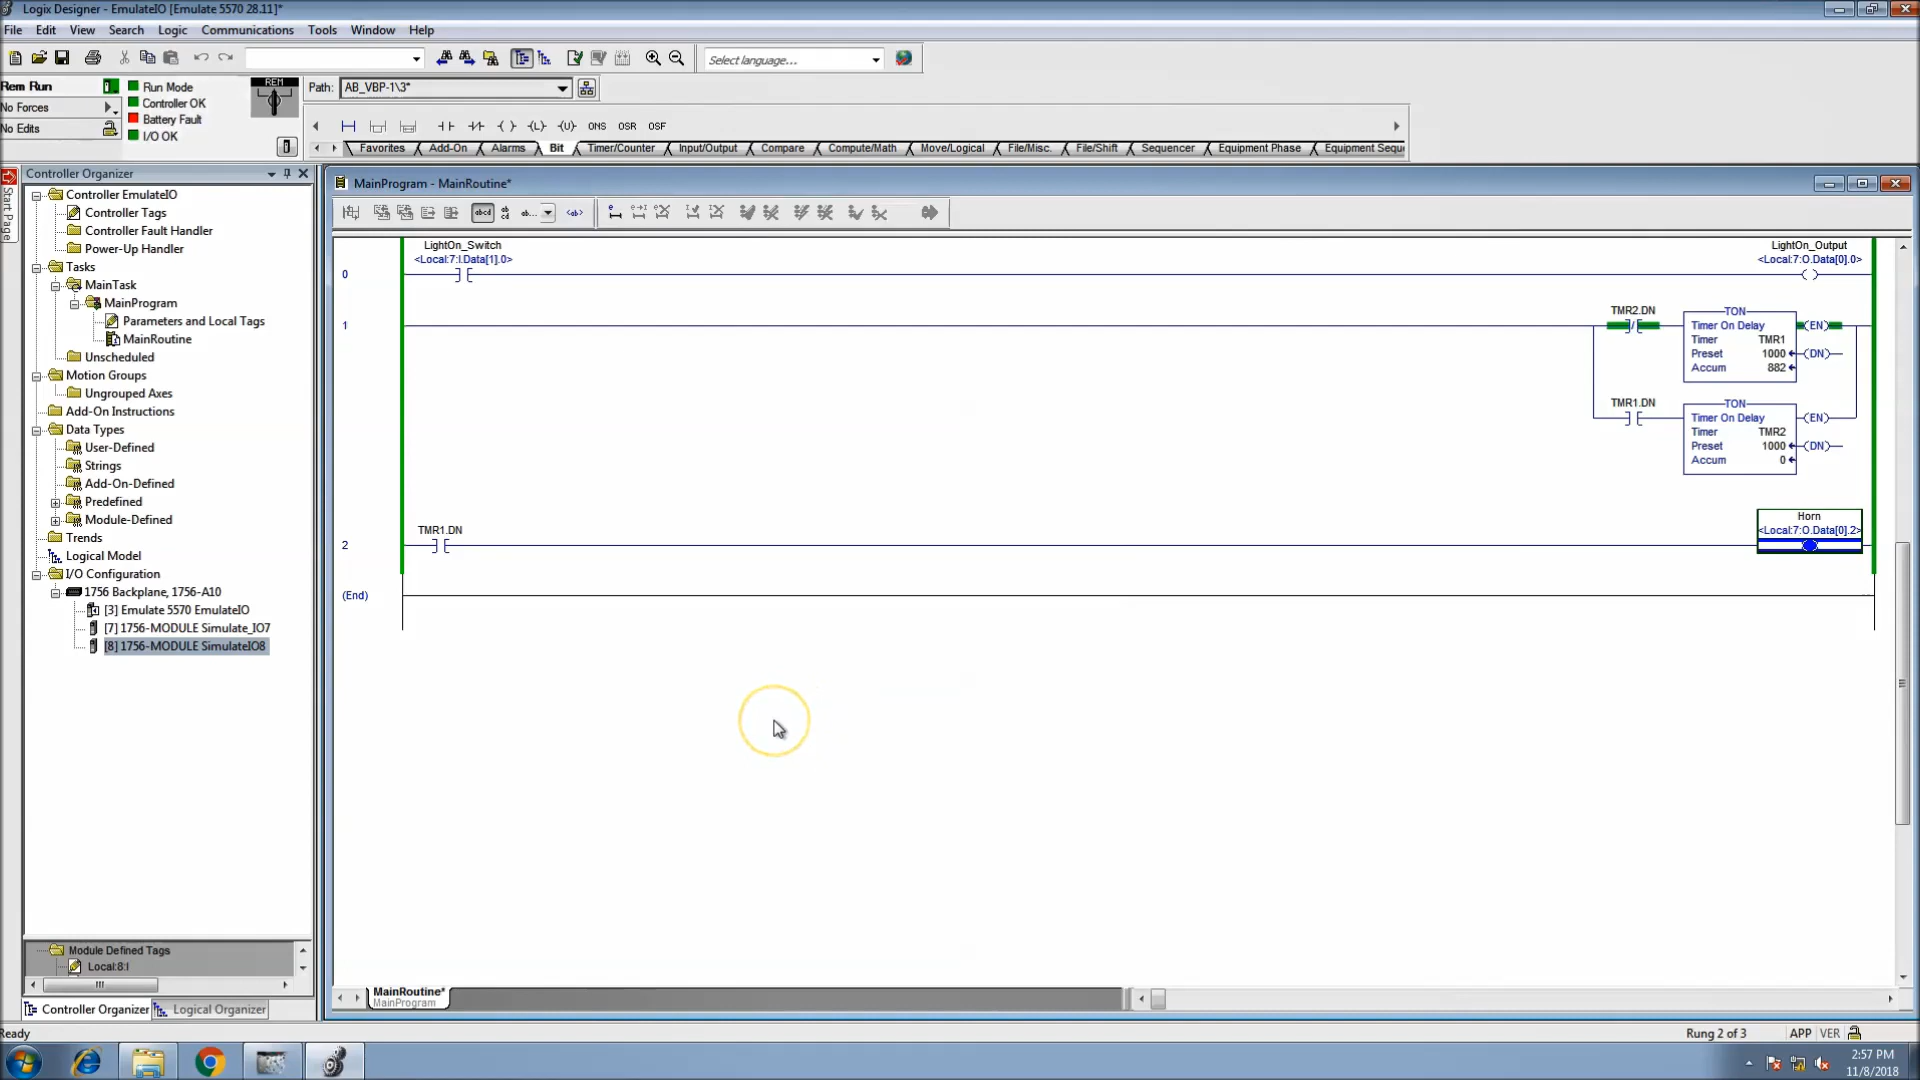 Logix Designer - EmulateIO [Emulate 5570 28.11]*
File Edit View Search Logic Communications Tools Window Help
Select language...
Rem Run
No Forces
No Edits
Run Mode
Controller OK
Battery Fault
I/O OK
REM
Path: AB_VBP-1\3*
ONS OSR OSF
Favorites Add-On Alarms Bit Timer/Counter Input/Output Compare Compute/Math Move/Logical File/Misc. File/Shift Sequencer Equipment Phase Equipment Sequ
Start Page
Controller Organizer
Controller EmulateIO
Controller Tags
Controller Fault Handler
Power-Up Handler
Tasks
MainTask
MainProgram
Parameters and Local Tags
MainRoutine
Unscheduled
Motion Groups
Ungrouped Axes
Add-On Instructions
Data Types
User-Defined
Strings
Add-On-Defined
Predefined
Module-Defined
Trends
Logical Model
I/O Configuration
1756 Backplane, 1756-A10
[3] Emulate 5570 EmulateIO
[7] 1756-MODULE Simulate_IO7
[8] 1756-MODULE SimulateIO8
Module Defined Tags
Local:8:I
Controller Organizer Logical Organizer
MainProgram - MainRoutine*
LightOn_Switch
<Local:7:I.Data[1].0>
LightOn_Output
<Local:7:O.Data[0].0>
0
1
TMR2.DN
TON
Timer On Delay
Timer TMR1
Preset 1000
Accum 882
EN
DN
TMR1.DN
TON
Timer On Delay
Timer TMR2
Preset 1000
Accum 0
EN
DN
2
TMR1.DN
Horn
<Local:7:O.Data[0].2>
(End)
MainRoutine*
MainProgram
Ready
Rung 2 of 3 APP VER
2:57 PM
11/8/2018